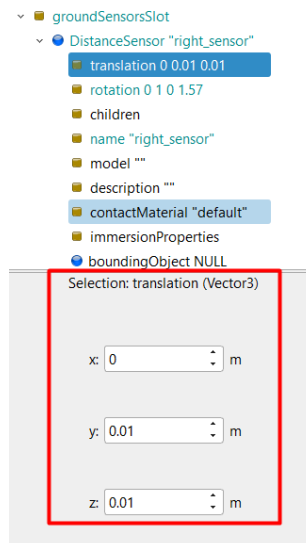 groundSensorsSlot
DistanceSensor "right_sensor"
translation 0 0.01 0.01
rotation 0 1 0 1.57
children
name "right_sensor"
model ""
description ""
contactMaterial "default"
immersionProperties
boundingObject NULL
Selection: translation (Vector3)
x: 0 m
y: 0.01 m
z: 0.01 m